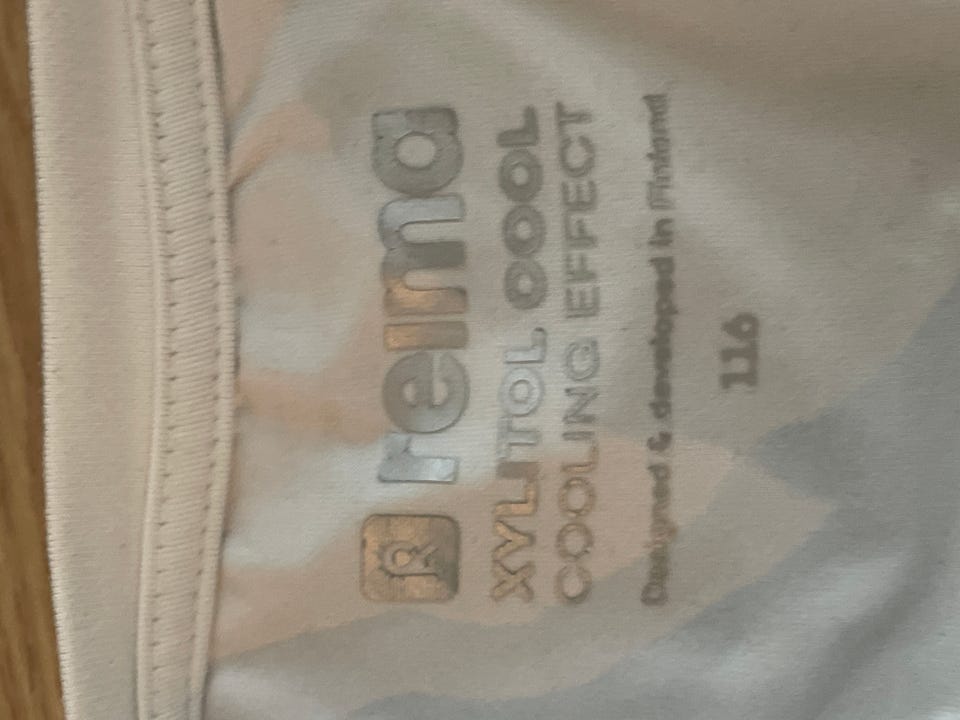 reima
XYLITOL COOL
COOLING EFFECT
Designed & developed in Finland
116